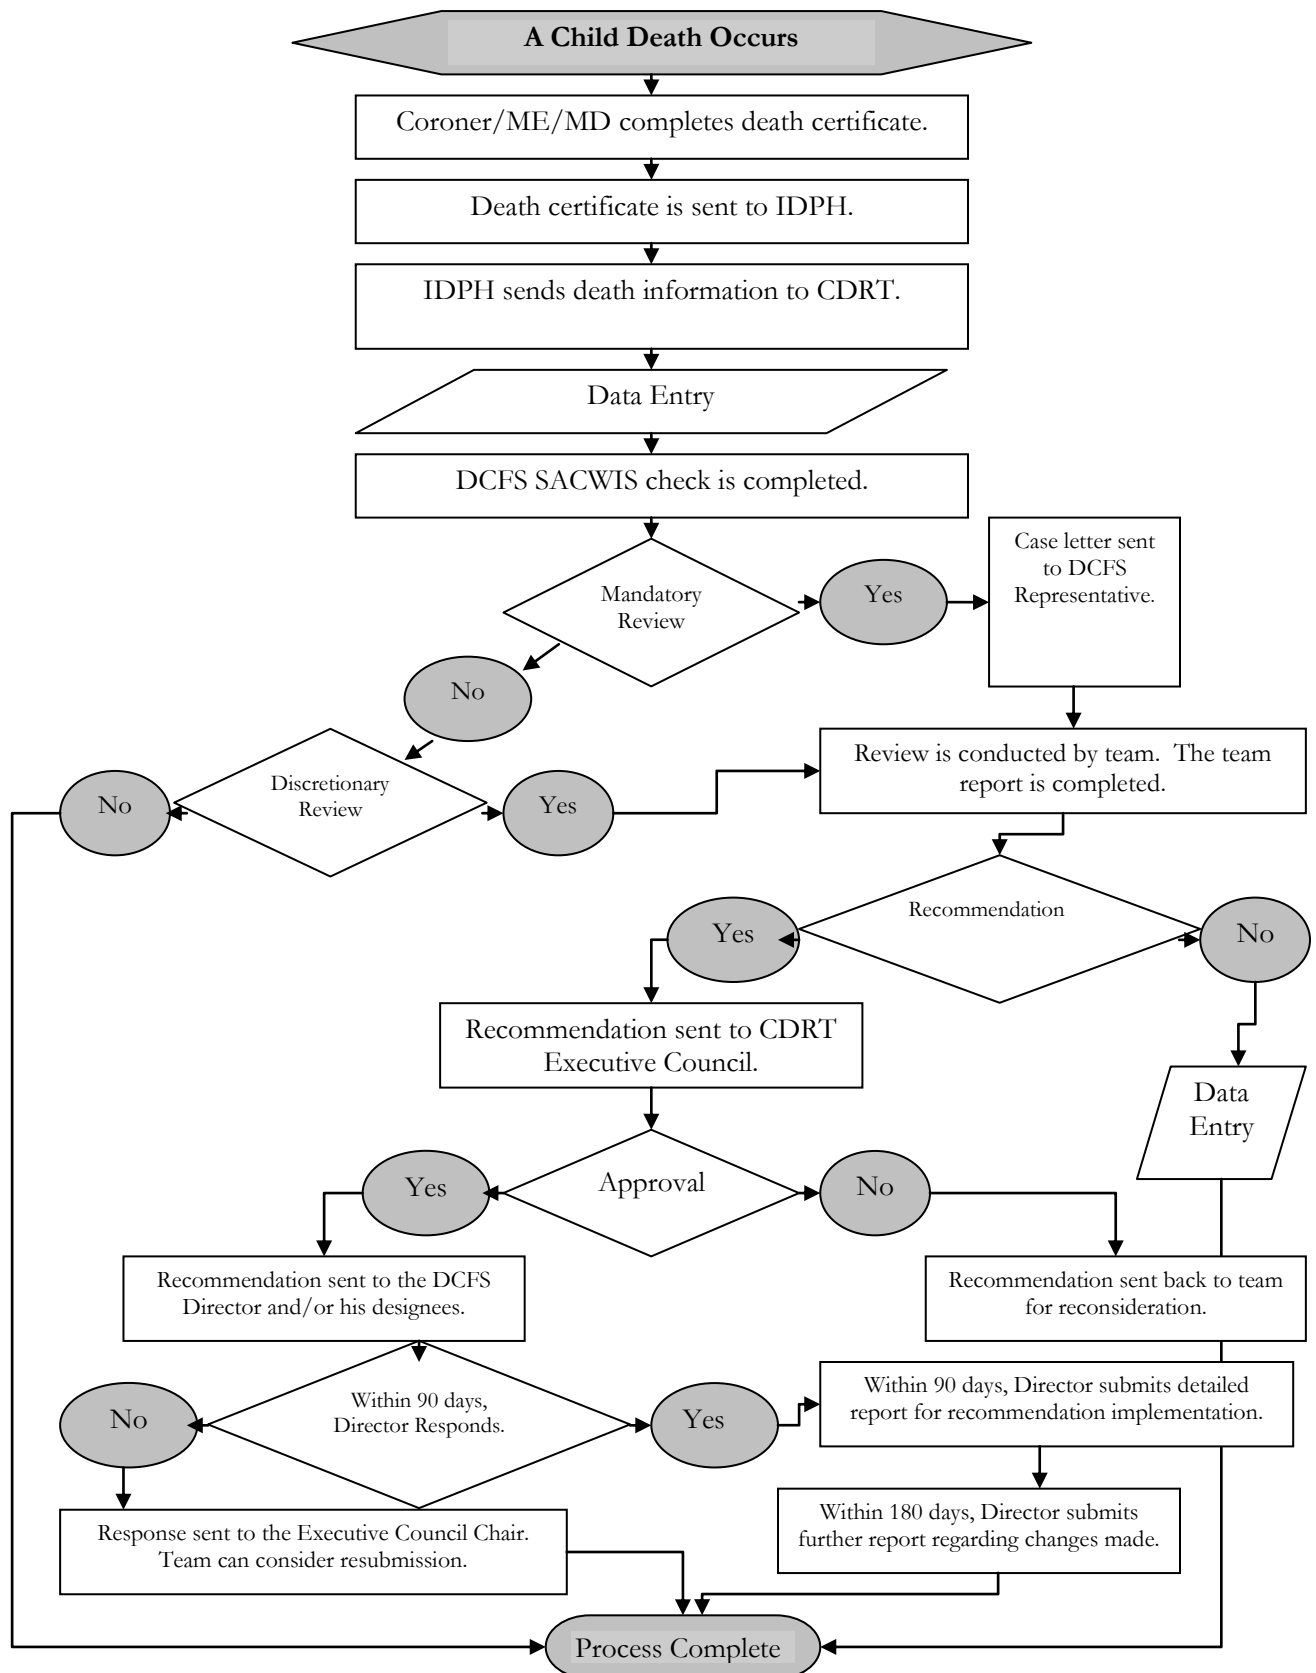 A Child Death Occurs
Coroner/ME/MD completes death certificate.
Death certificate is sent to IDPH.
IDPH sends death information to CDRT.
Data Entry
DCFS SACWIS check is completed.
Mandatory
Review
Yes
Case letter sent
to DCFS
Representative.
No
Discretionary
Review
No
Yes
Review is conducted by team. The team
report is completed.
Recommendation
Yes
No
Recommendation sent to CDRT
Executive Council.
Data
Entry
Approval
Yes
No
Recommendation sent to the DCFS
Director and/or his designees.
Recommendation sent back to team
for reconsideration.
Within 90 days,
Director Responds.
No
Yes
Within 90 days, Director submits detailed
report for recommendation implementation.
Response sent to the Executive Council Chair.
Team can consider resubmission.
Within 180 days, Director submits
further report regarding changes made.
Process Complete